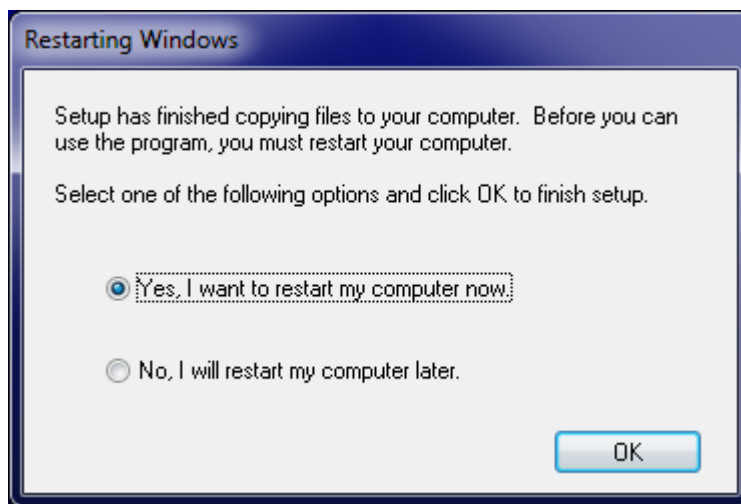 Restarting Windows
Setup has finished copying files to your computer.  Before you can
use the program, you must restart your computer.
Select one of the following options and click OK to finish setup.
Yes, I want to restart my computer now.
No, I will restart my computer later.
OK